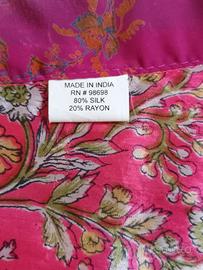 MADE IN INDIA
RN # 98698
80% SILK
20% RAYON